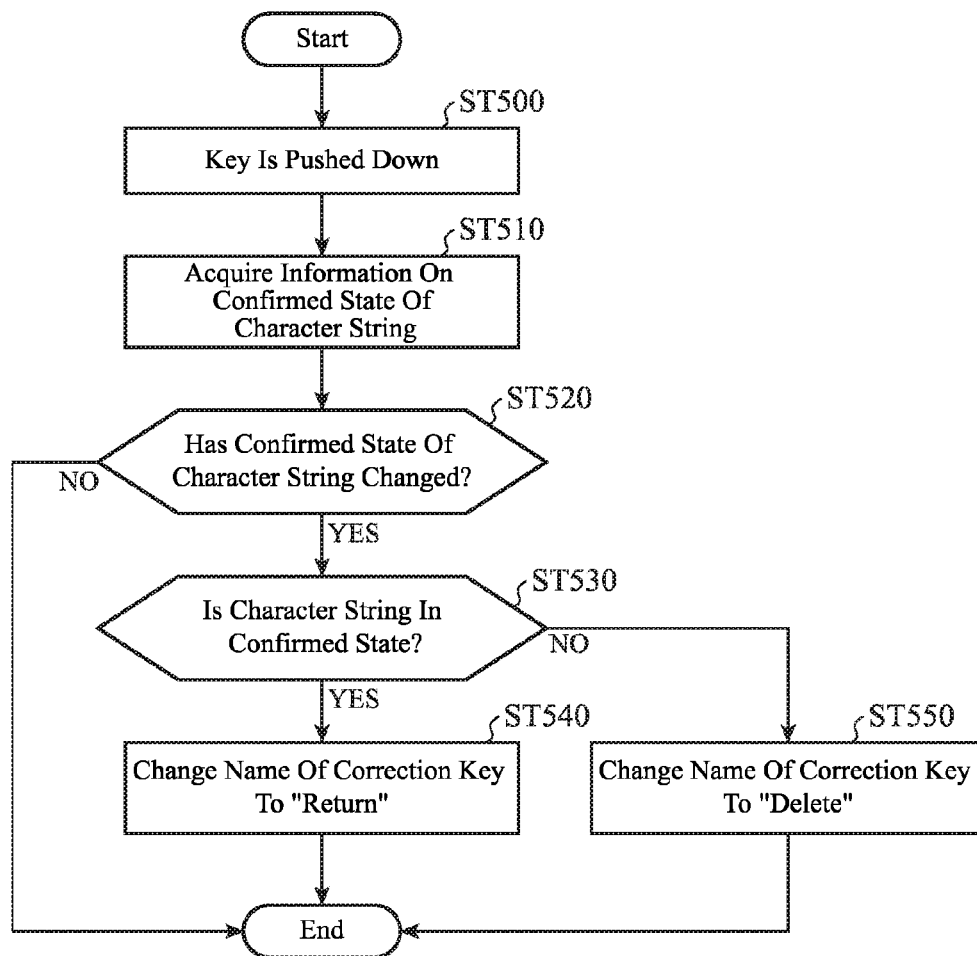 Start
ST500
Key Is Pushed Down
ST510
Acquire Information On
Confirmed State Of
Character String
ST520
Has Confirmed State Of
Character String Changed?
NO
YES
ST530
Is Character String In
Confirmed State?
NO
YES
ST540
Change Name Of Correction Key
To "Return"
ST550
Change Name Of Correction Key
To "Delete"
End